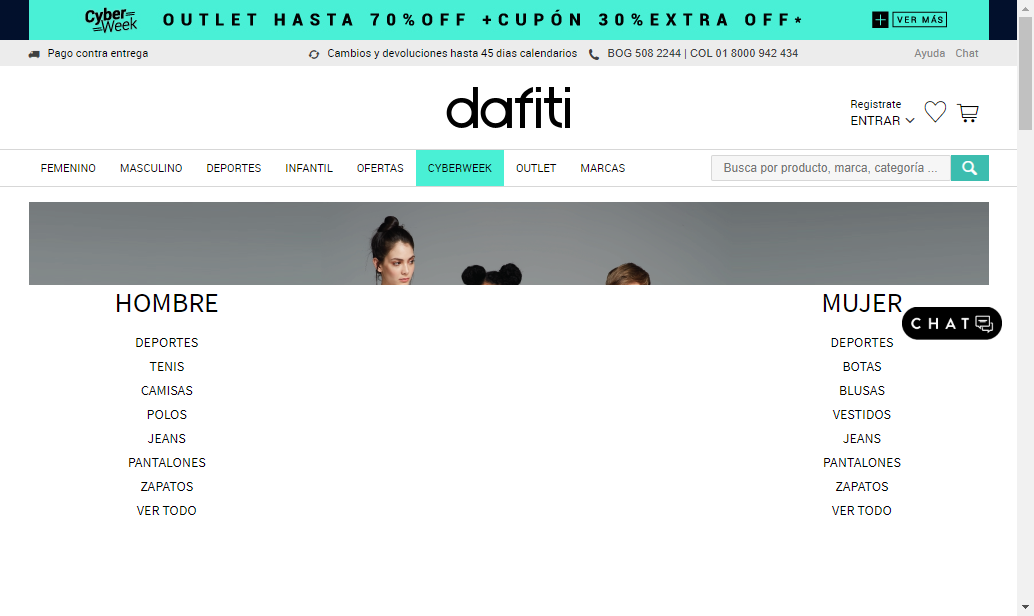 Cyber Week OUTLET HASTA 70%OFF +CUPÓN 30%EXTRA OFF* + VER MÁS
Pago contra entrega Cambios y devoluciones hasta 45 dias calendarios BOG 508 2244 | COL 01 8000 942 434 Ayuda Chat
dafiti
Registrate
ENTRAR
FEMENINO MASCULINO DEPORTES INFANTIL OFERTAS CYBERWEEK OUTLET MARCAS Busca por producto, marca, categoría ...
HOMBRE
DEPORTES
TENIS
CAMISAS
POLOS
JEANS
PANTALONES
ZAPATOS
VER TODO
MUJER
CHAT
DEPORTES
BOTAS
BLUSAS
VESTIDOS
JEANS
PANTALONES
ZAPATOS
VER TODO